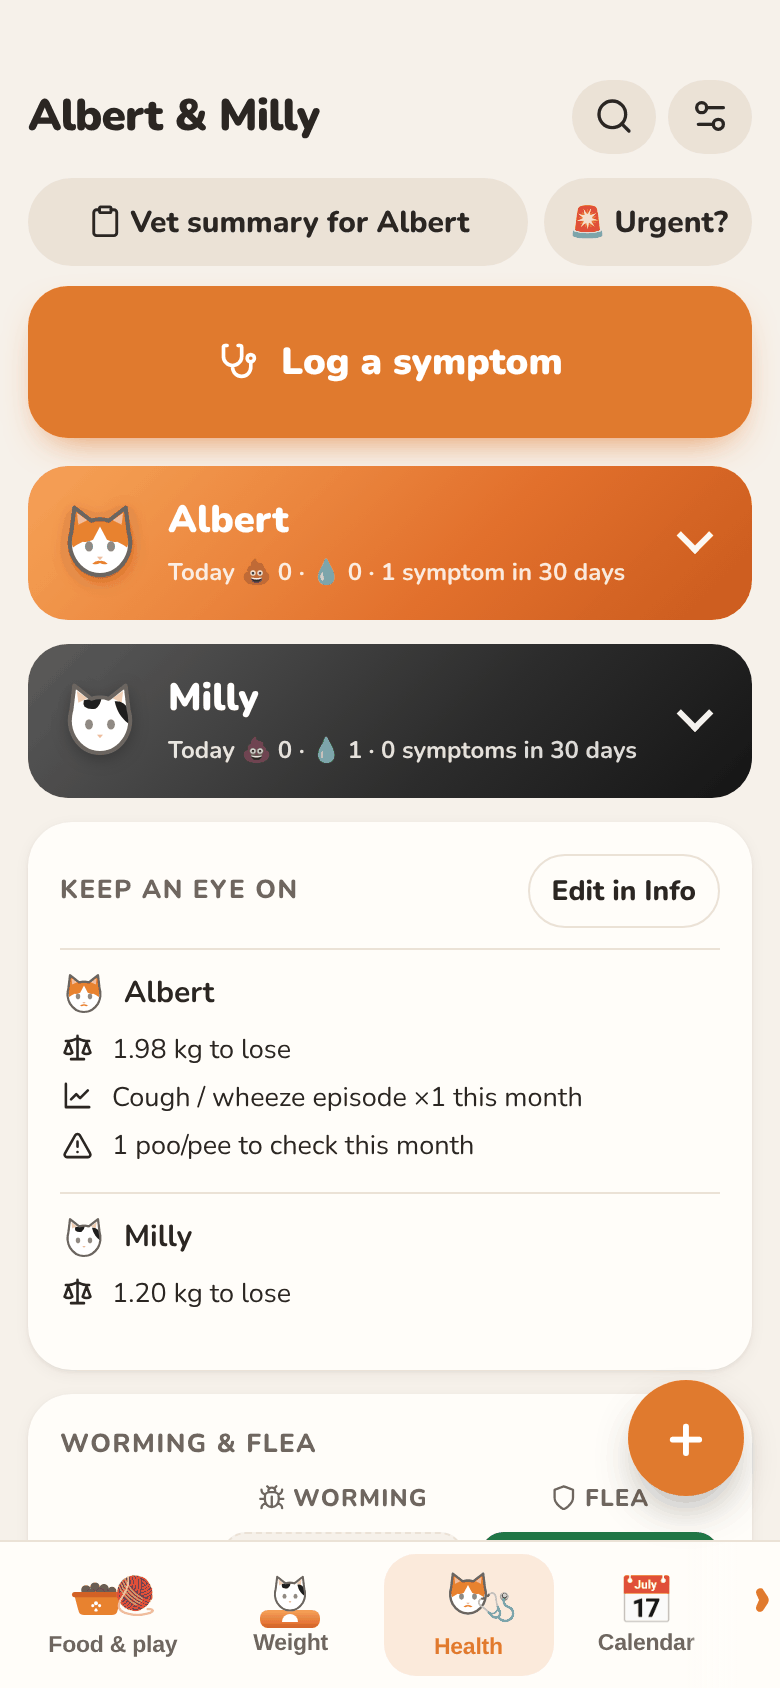 Albert & Milly
Vet summary for Albert
Urgent?
Log a symptom
Albert
Today 💩 0 · 💧 0 · 1 symptom in 30 days
Milly
Today 💩 0 · 💧 1 · 0 symptoms in 30 days
KEEP AN EYE ON
Edit in Info
Albert
1.98 kg to lose
Cough / wheeze episode ×1 this month
1 poo/pee to check this month
Milly
1.20 kg to lose
WORMING & FLEA
WORMING
FLEA
July
17
Food & play
Weight
Health
Calendar